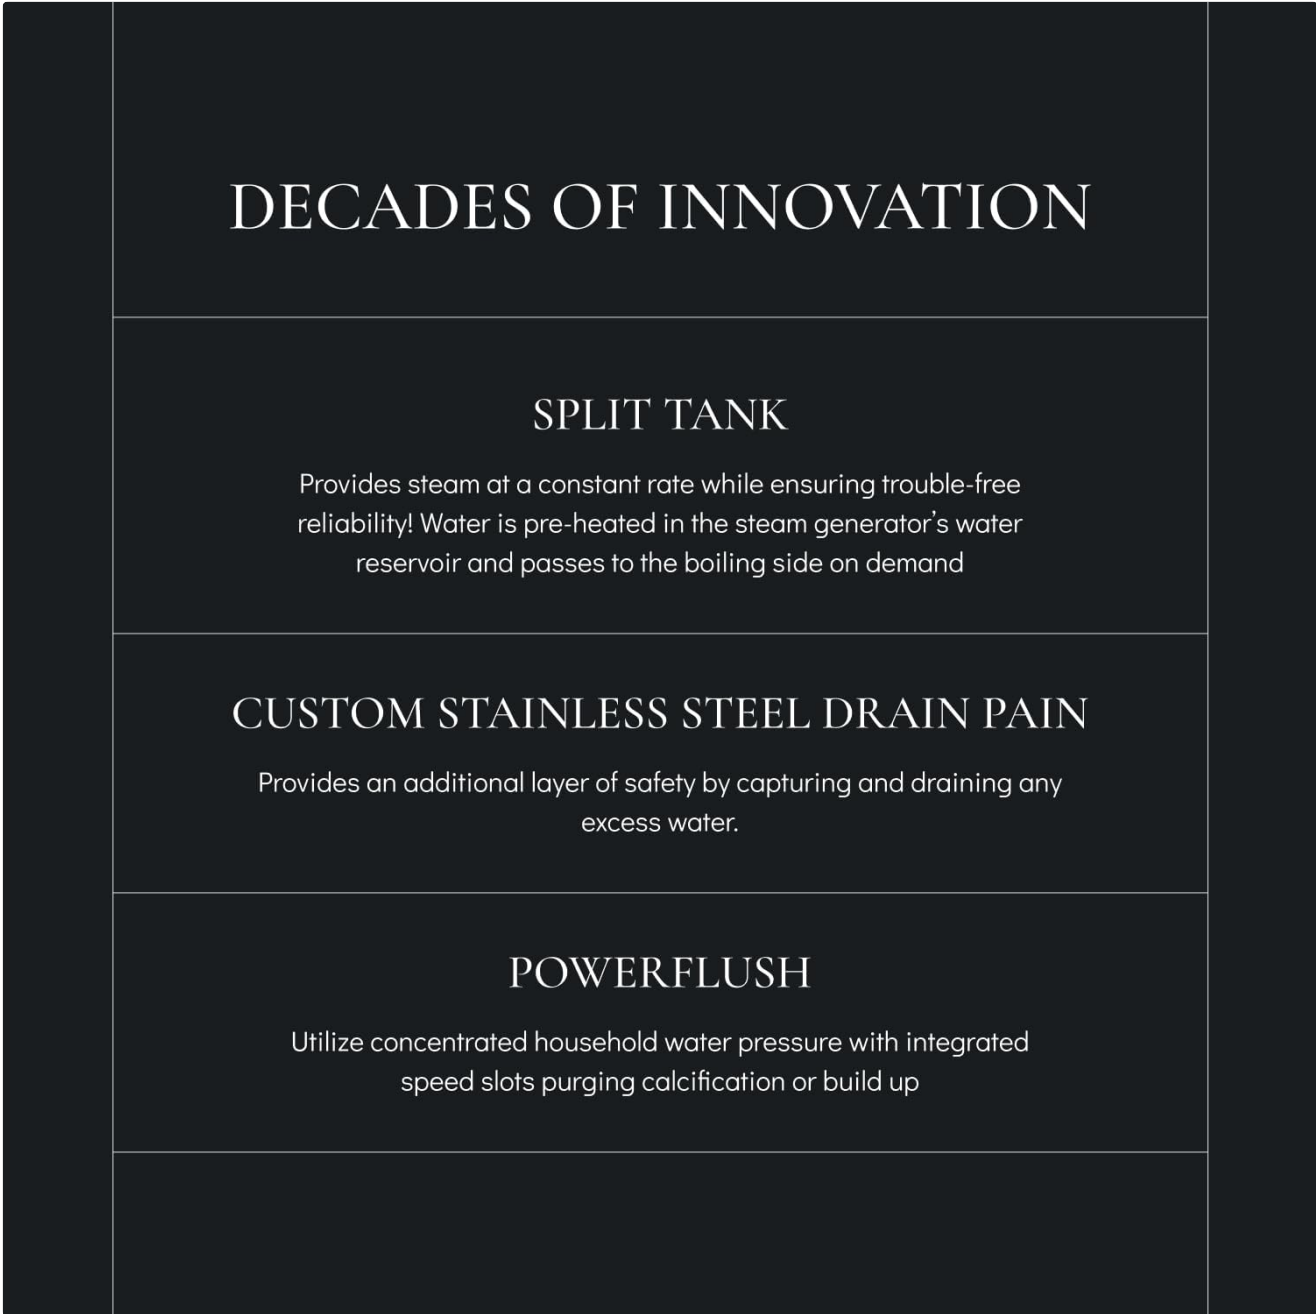 DECADES OF INNOVATION
SPLIT TANK
Provides steam at a constant rate while ensuring trouble-free
reliability! Water is pre-heated in the steam generator’s water
reservoir and passes to the boiling side on demand
CUSTOM STAINLESS STEEL DRAIN PAIN
Provides an additional layer of safety by capturing and draining any
excess water.
POWERFLUSH
Utilize concentrated household water pressure with integrated
speed slots purging calcification or build up